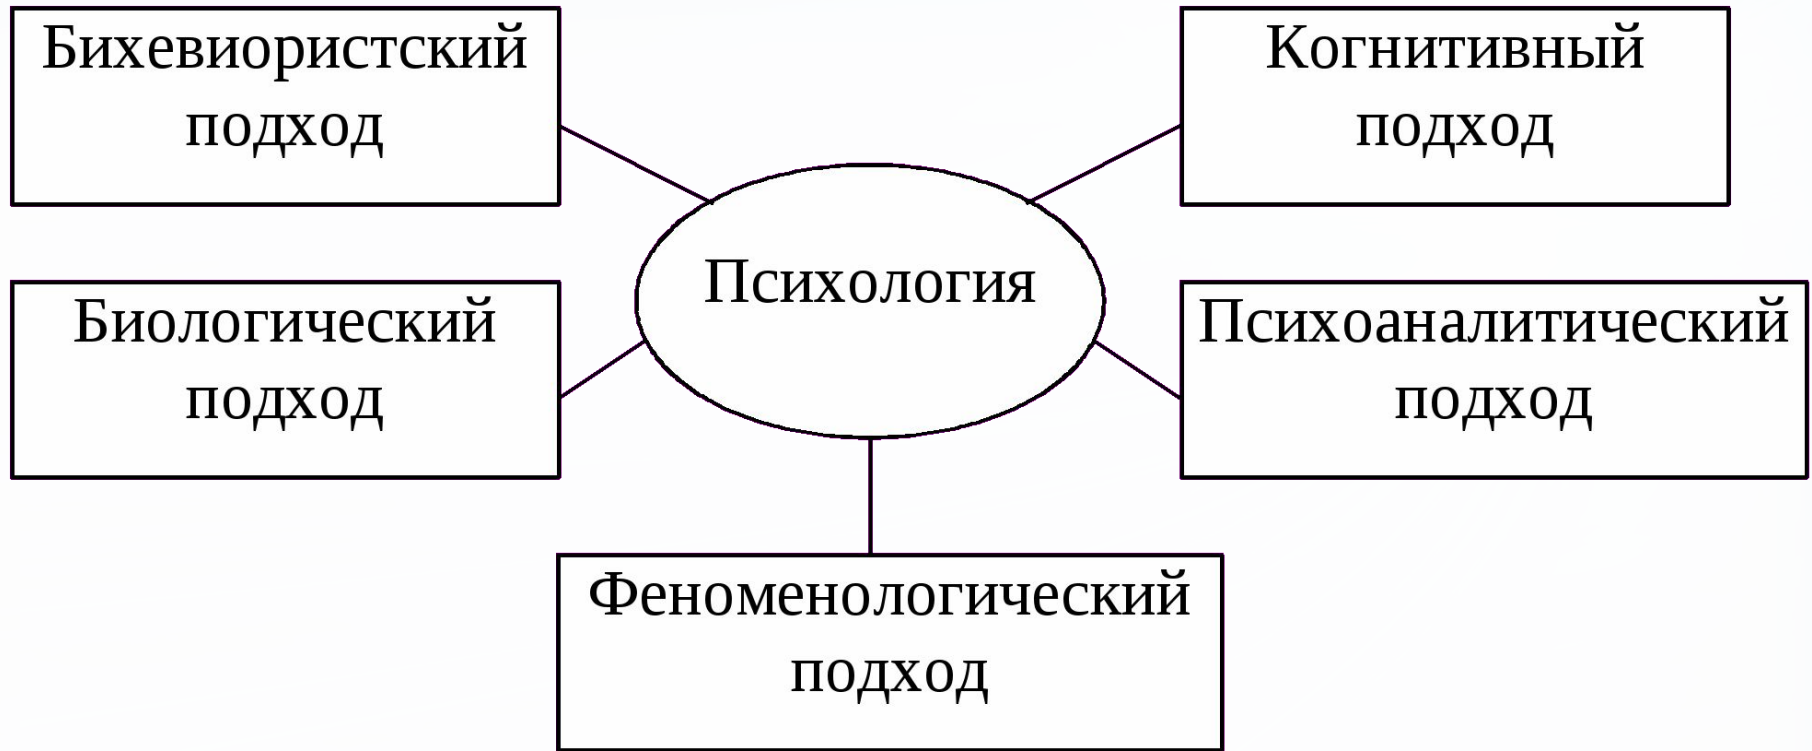 Бихевиористский
подход
Когнитивный
подход
Психология
Биологический
подход
Психоаналитический
подход
Феноменологический
подход